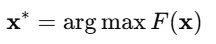 x* = arg max F(x)